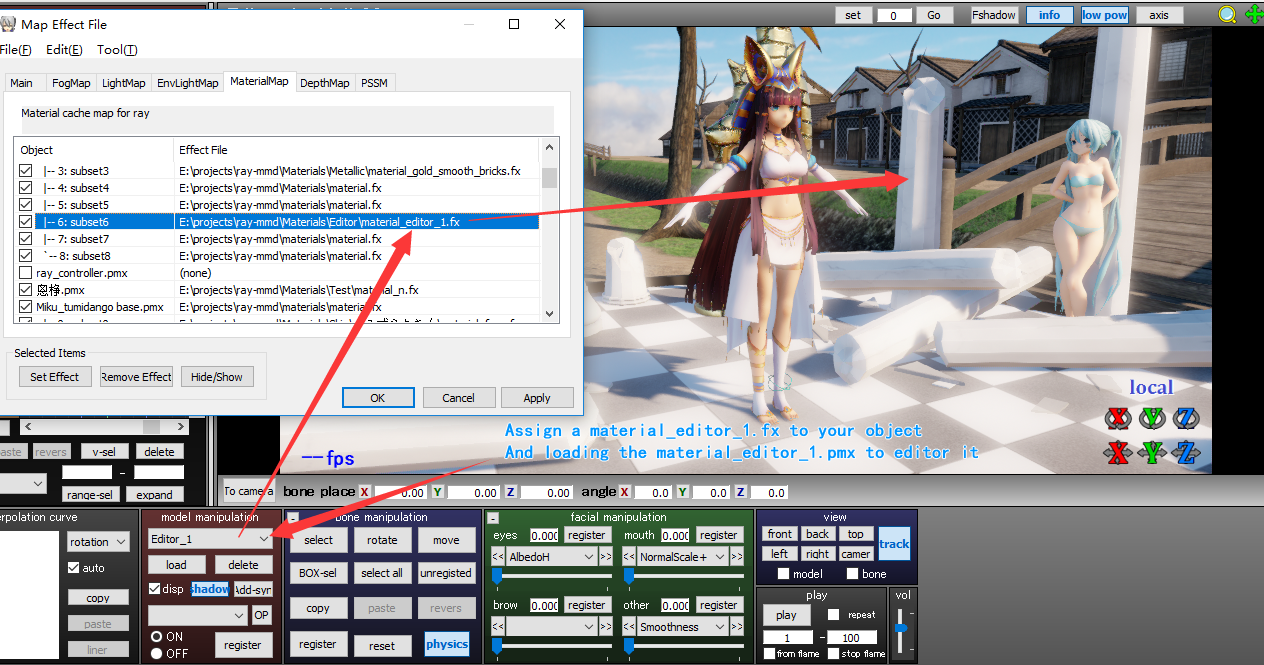 Map Effect File
File(F) Edit(E) Tool(T)
Main FogMap LightMap EnvLightMap MaterialMap DepthMap PSSM
Material cache map for ray
Object Effect File
|-- 3: subset3 E:\projects\ray-mmd\Materials\Metallic\material_gold_smooth_bricks.fx
|-- 4: subset4 E:\projects\ray-mmd\Materials\material.fx
|-- 5: subset5 E:\projects\ray-mmd\Materials\material.fx
|-- 6: subset6 E:\projects\ray-mmd\Materials\Editor\material_editor_1.fx
|-- 7: subset7 E:\projects\ray-mmd\Materials\material.fx
`-- 8: subset8 E:\projects\ray-mmd\Materials\material.fx
ray_controller.pmx (none)
.pmx E:\projects\ray-mmd\Materials\Test\material_n.fx
Miku_tumidango base.pmx E:\projects\ray-mmd\Materials\material.fx
Selected Items
Set Effect Remove Effect Hide/Show
OK Cancel Apply
set 0 Go Fshadow info low pow axis
local
X Y Z
X Y Z
Assign a material_editor_1.fx to your object
And loading the material_editor_1.pmx to editor it
--fps
paste revers v-sel delete
-
range-sel expand
To camera bone place X 0.00 Y 0.00 Z 0.00 angle X 0.0 Y 0.0 Z 0.0
erpolation curve
rotation
auto
copy
paste
liner
model manipulation
Editor_1
load delete
disp shadow Add-syn
OP
ON
OFF
register
- bone manipulation
select rotate move
BOX-sel select all unregisted
copy paste revers
register reset physics
- facial manipulation
eyes 0.000 register mouth 0.000 register
<< AlbedoH >> << NormalScale+ >>
brow 0.000 register other 0.000 register
<< >> << Smoothness >>
view
front back top track
left right camer
model bone
play
play repeat
1 - 100
from flame stop flame
vol